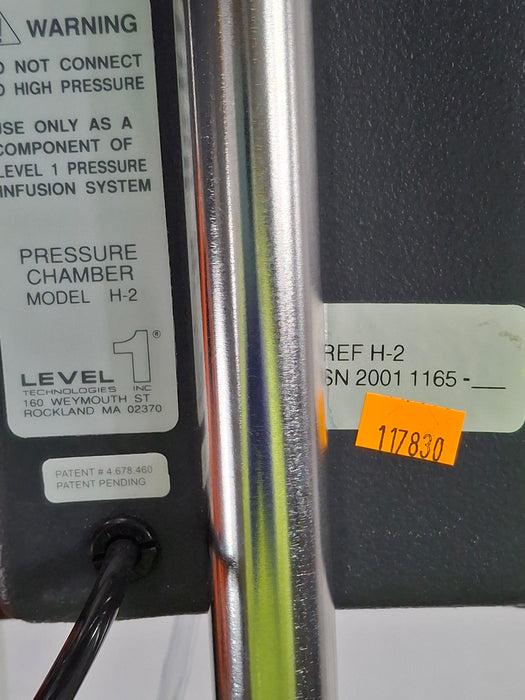 WARNING
NOT CONNECT
HIGH PRESSURE
USE ONLY AS A
COMPONENT OF
LEVEL 1 PRESSURE
INFUSION SYSTEM
PRESSURE
CHAMBER
MODEL H-2
LEVEL 1®
TECHNOLOGIES INC
160 WEYMOUTH ST
ROCKLAND MA 02370
PATENT # 4,678,460
PATENT PENDING
REF H-2
SN 2001 1165 - __
117830